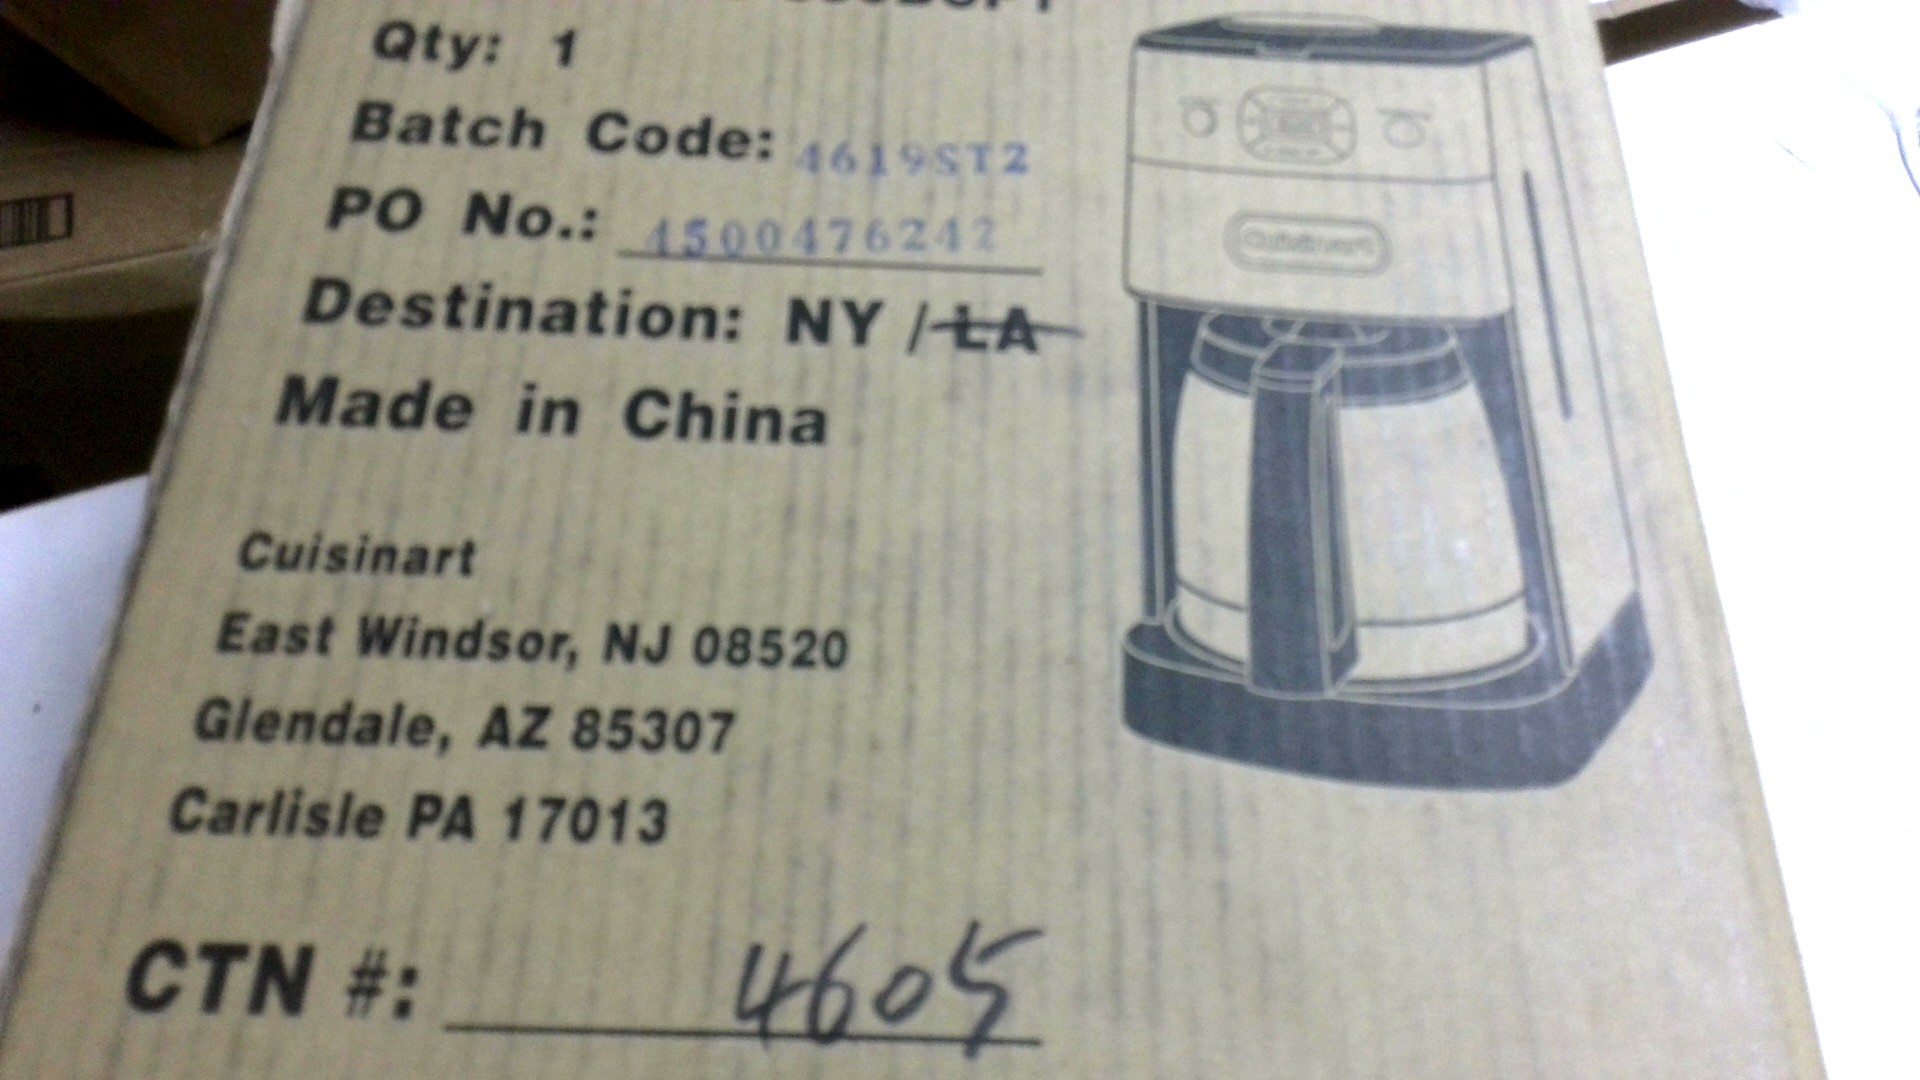 Qty: 1
Batch Code: 4619ST2
PO No.: 4500476242
Destination: NY / LA
Made in China
Cuisinart
East Windsor, NJ 08520
Glendale, AZ 85307
Carlisle PA 17013
CTN #: 4605
Cuisinart